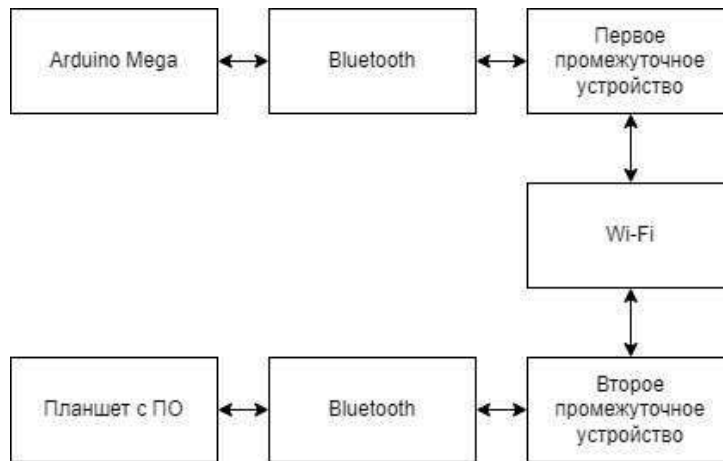 Arduino Mega
Bluetooth
Первое
промежуточное
устройство
Wi-Fi
Планшет с ПО
Bluetooth
Второе
промежуточное
устройство